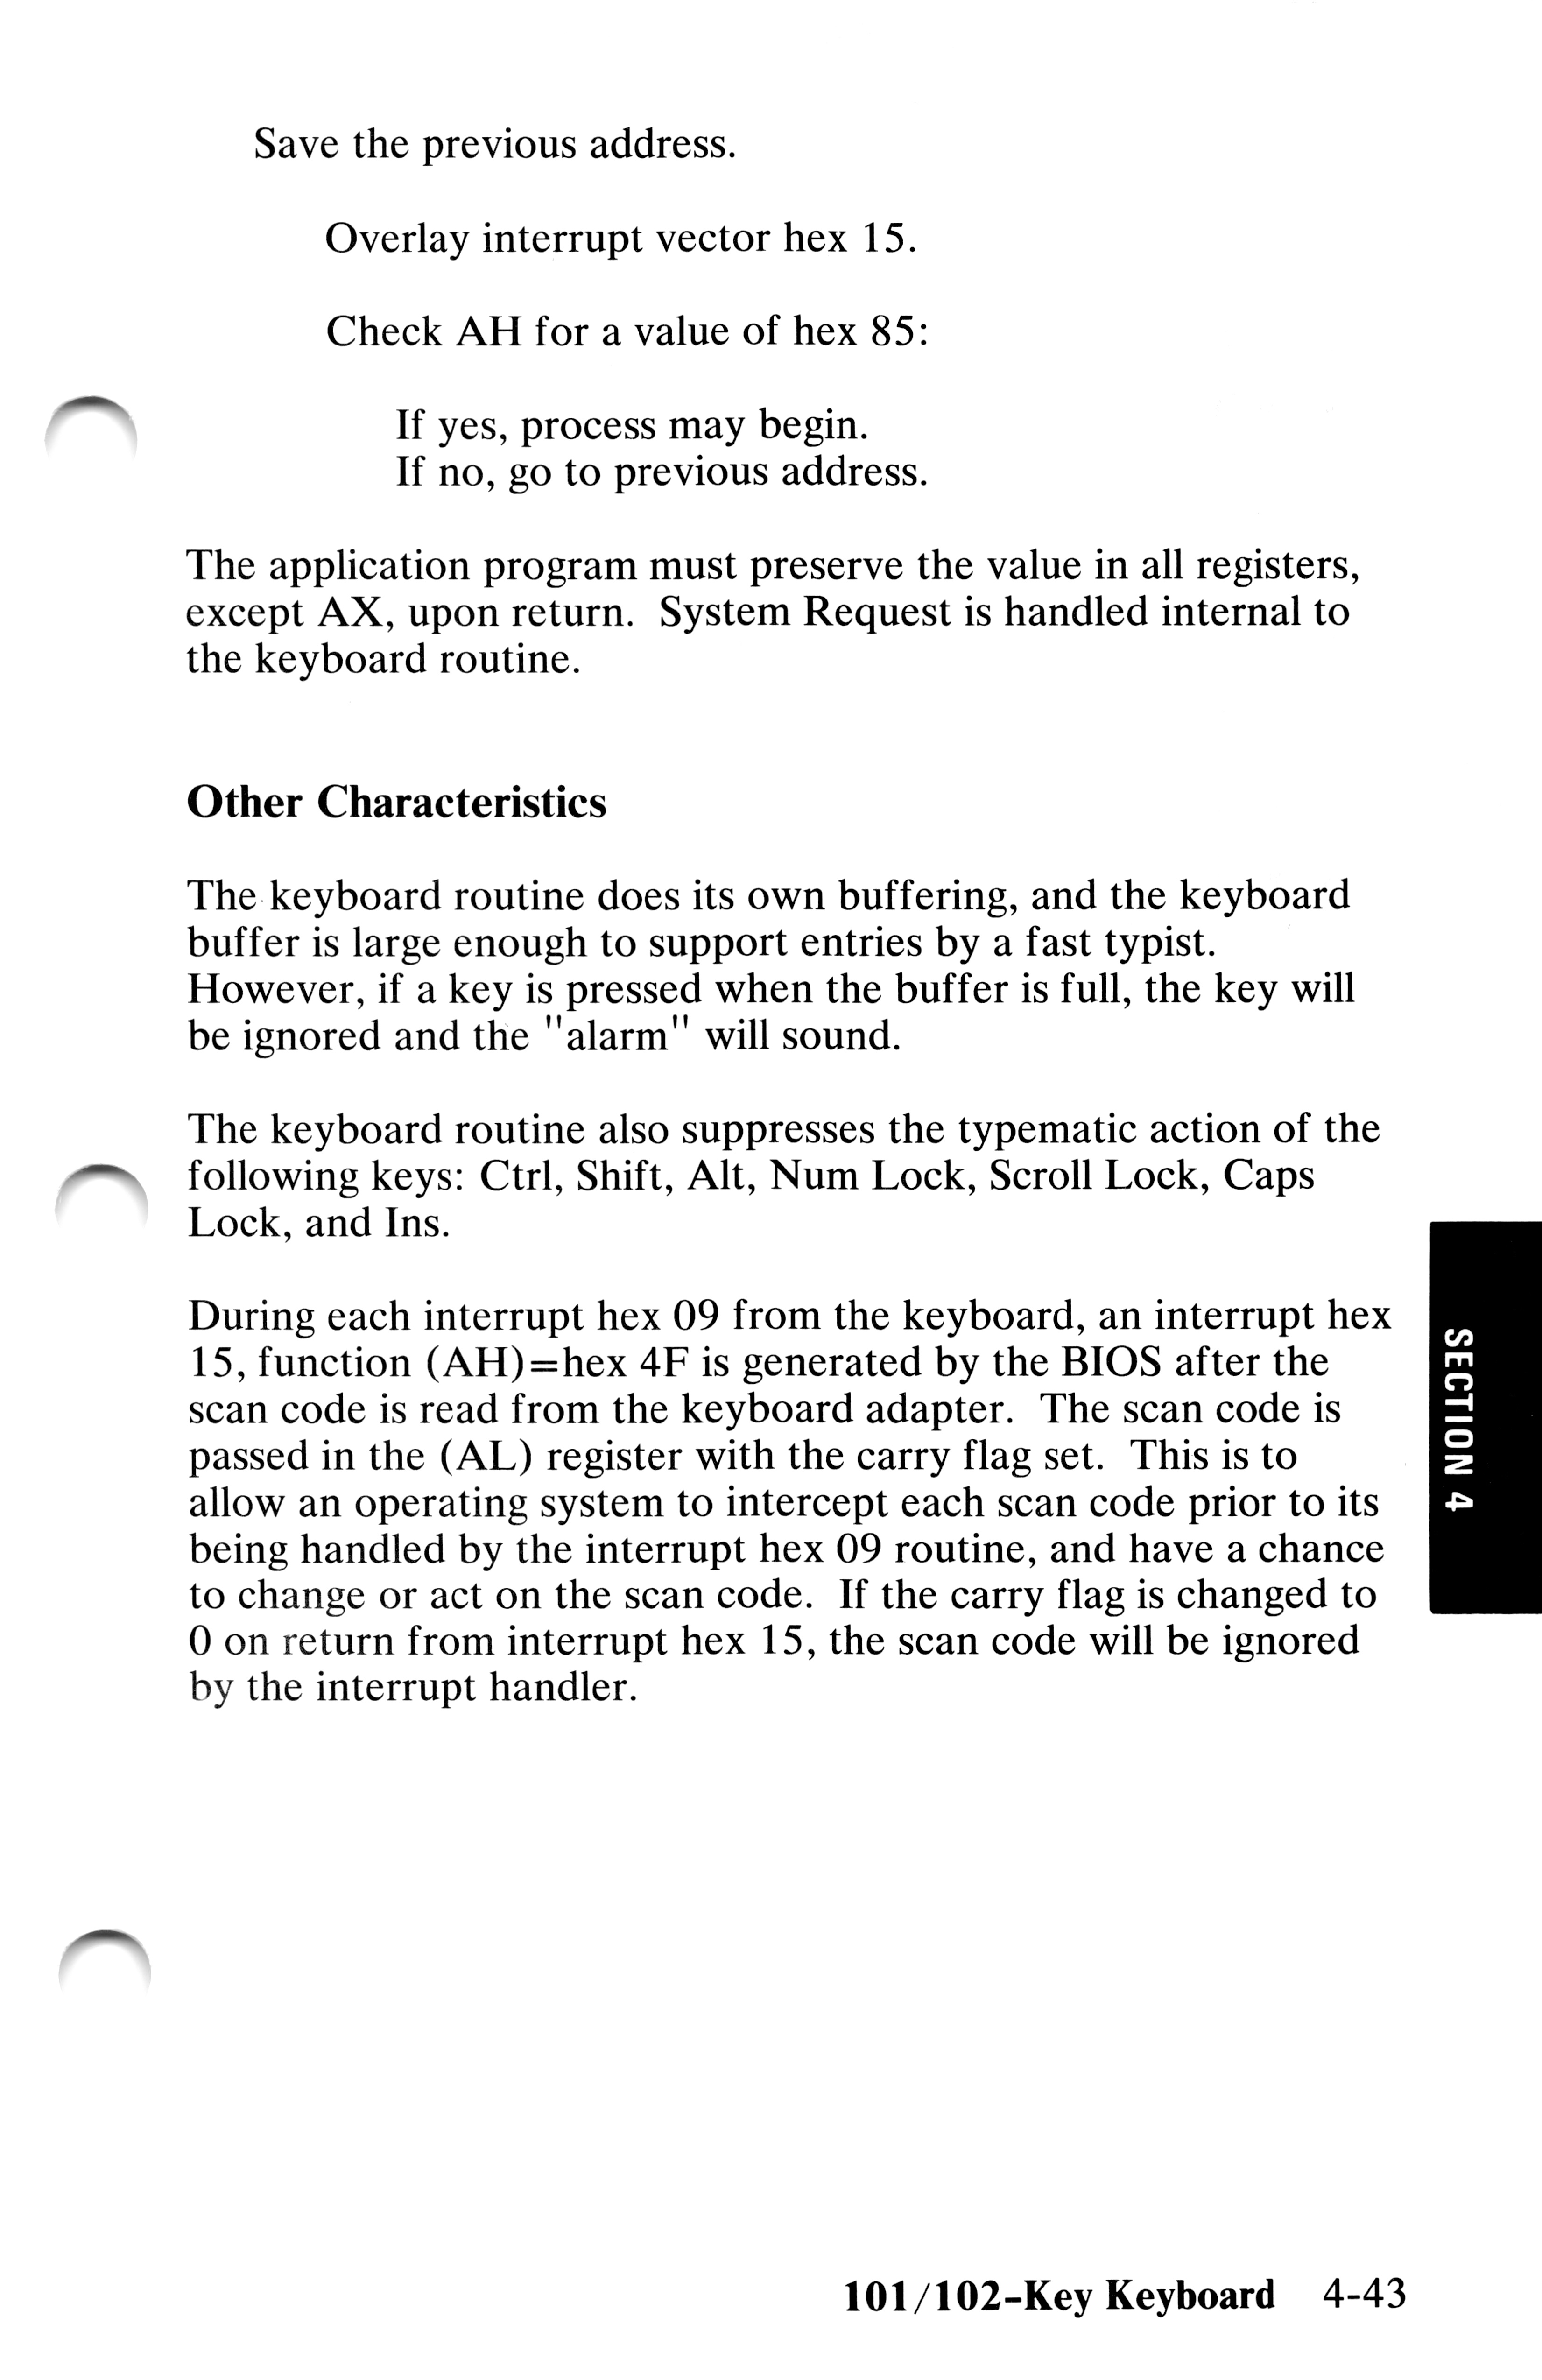 Save the previous address.
Overlay interrupt vector hex 15.
Check AH for a value of hex 85:
If yes, process may begin.
If no, go to previous address.
The application program must preserve the value in all registers,
except AX, upon return. System Request is handled internal to
the keyboard routine.
Other Characteristics
The keyboard routine does its own buffering, and the keyboard
buffer is large enough to support entries by a fast typist.
However, if a key is pressed when the buffer is full, the key will
be ignored and the "alarm" will sound.
The keyboard routine also suppresses the typematic action of the
following keys: Ctrl, Shift, Alt, Num Lock, Scroll Lock, Caps
Lock, and Ins.
During each interrupt hex 09 from the keyboard, an interrupt hex
15, function (AH)=hex 4F is generated by the BIOS after the
scan code is read from the keyboard adapter. The scan code is
passed in the (AL) register with the carry flag set. This is to
allow an operating system to intercept each scan code prior to its
being handled by the interrupt hex 09 routine, and have a chance
to change or act on the scan code. If the carry flag is changed to
0 on return from interrupt hex 15, the scan code will be ignored
by the interrupt handler.
SECTION 4
101/102-Key Keyboard 4-43